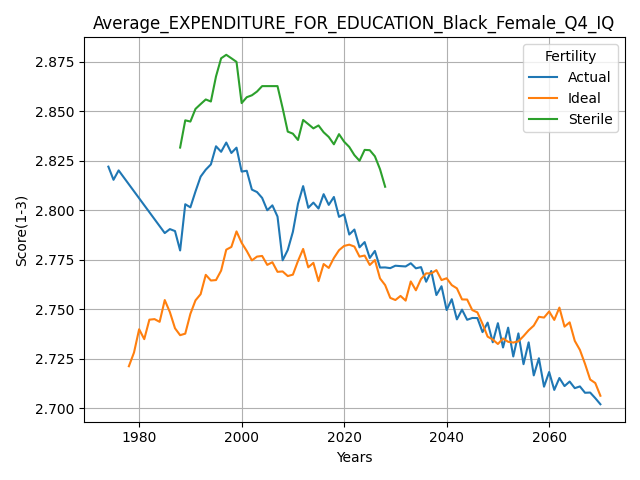 Average_EXPENDITURE_FOR_EDUCATION_Black_Female_Q4_IQ
Fertility
Actual
Ideal
Sterile
Score(1-3)
2.875
2.850
2.825
2.800
2.775
2.750
2.725
2.700
1980 2000 2020 2040 2060
Years